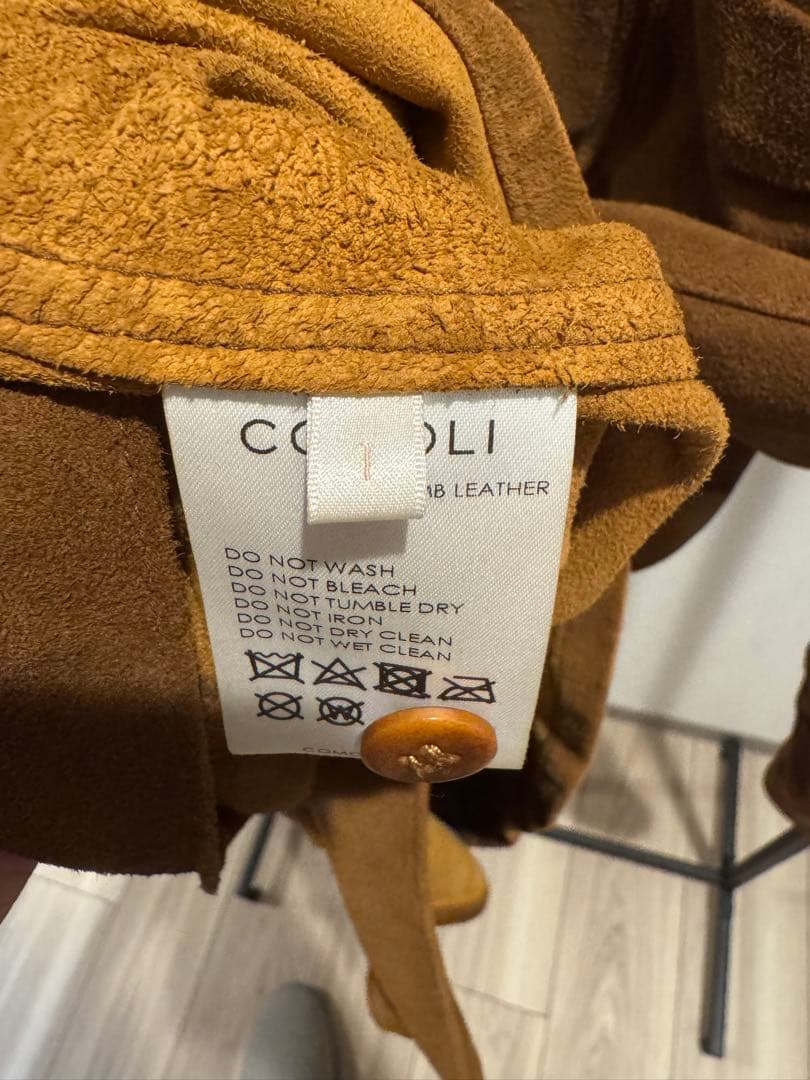 1
MB LEATHER
DO NOT WASH
DO NOT BLEACH
DO NOT TUMBLE DRY
DO NOT IRON
DO NOT DRY CLEAN
DO NOT WET CLEAN
W